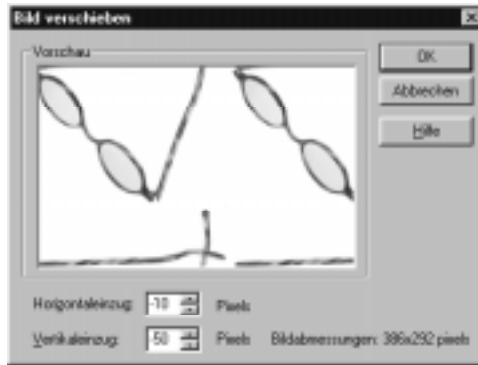 Bild verschieben
Vorschau
OK
Abbrechen
Hilfe
Horizontaleinzug: -10 Pixels
Vertikaleinzug: -50 Pixels Bildabmessungen: 386x292 pixels